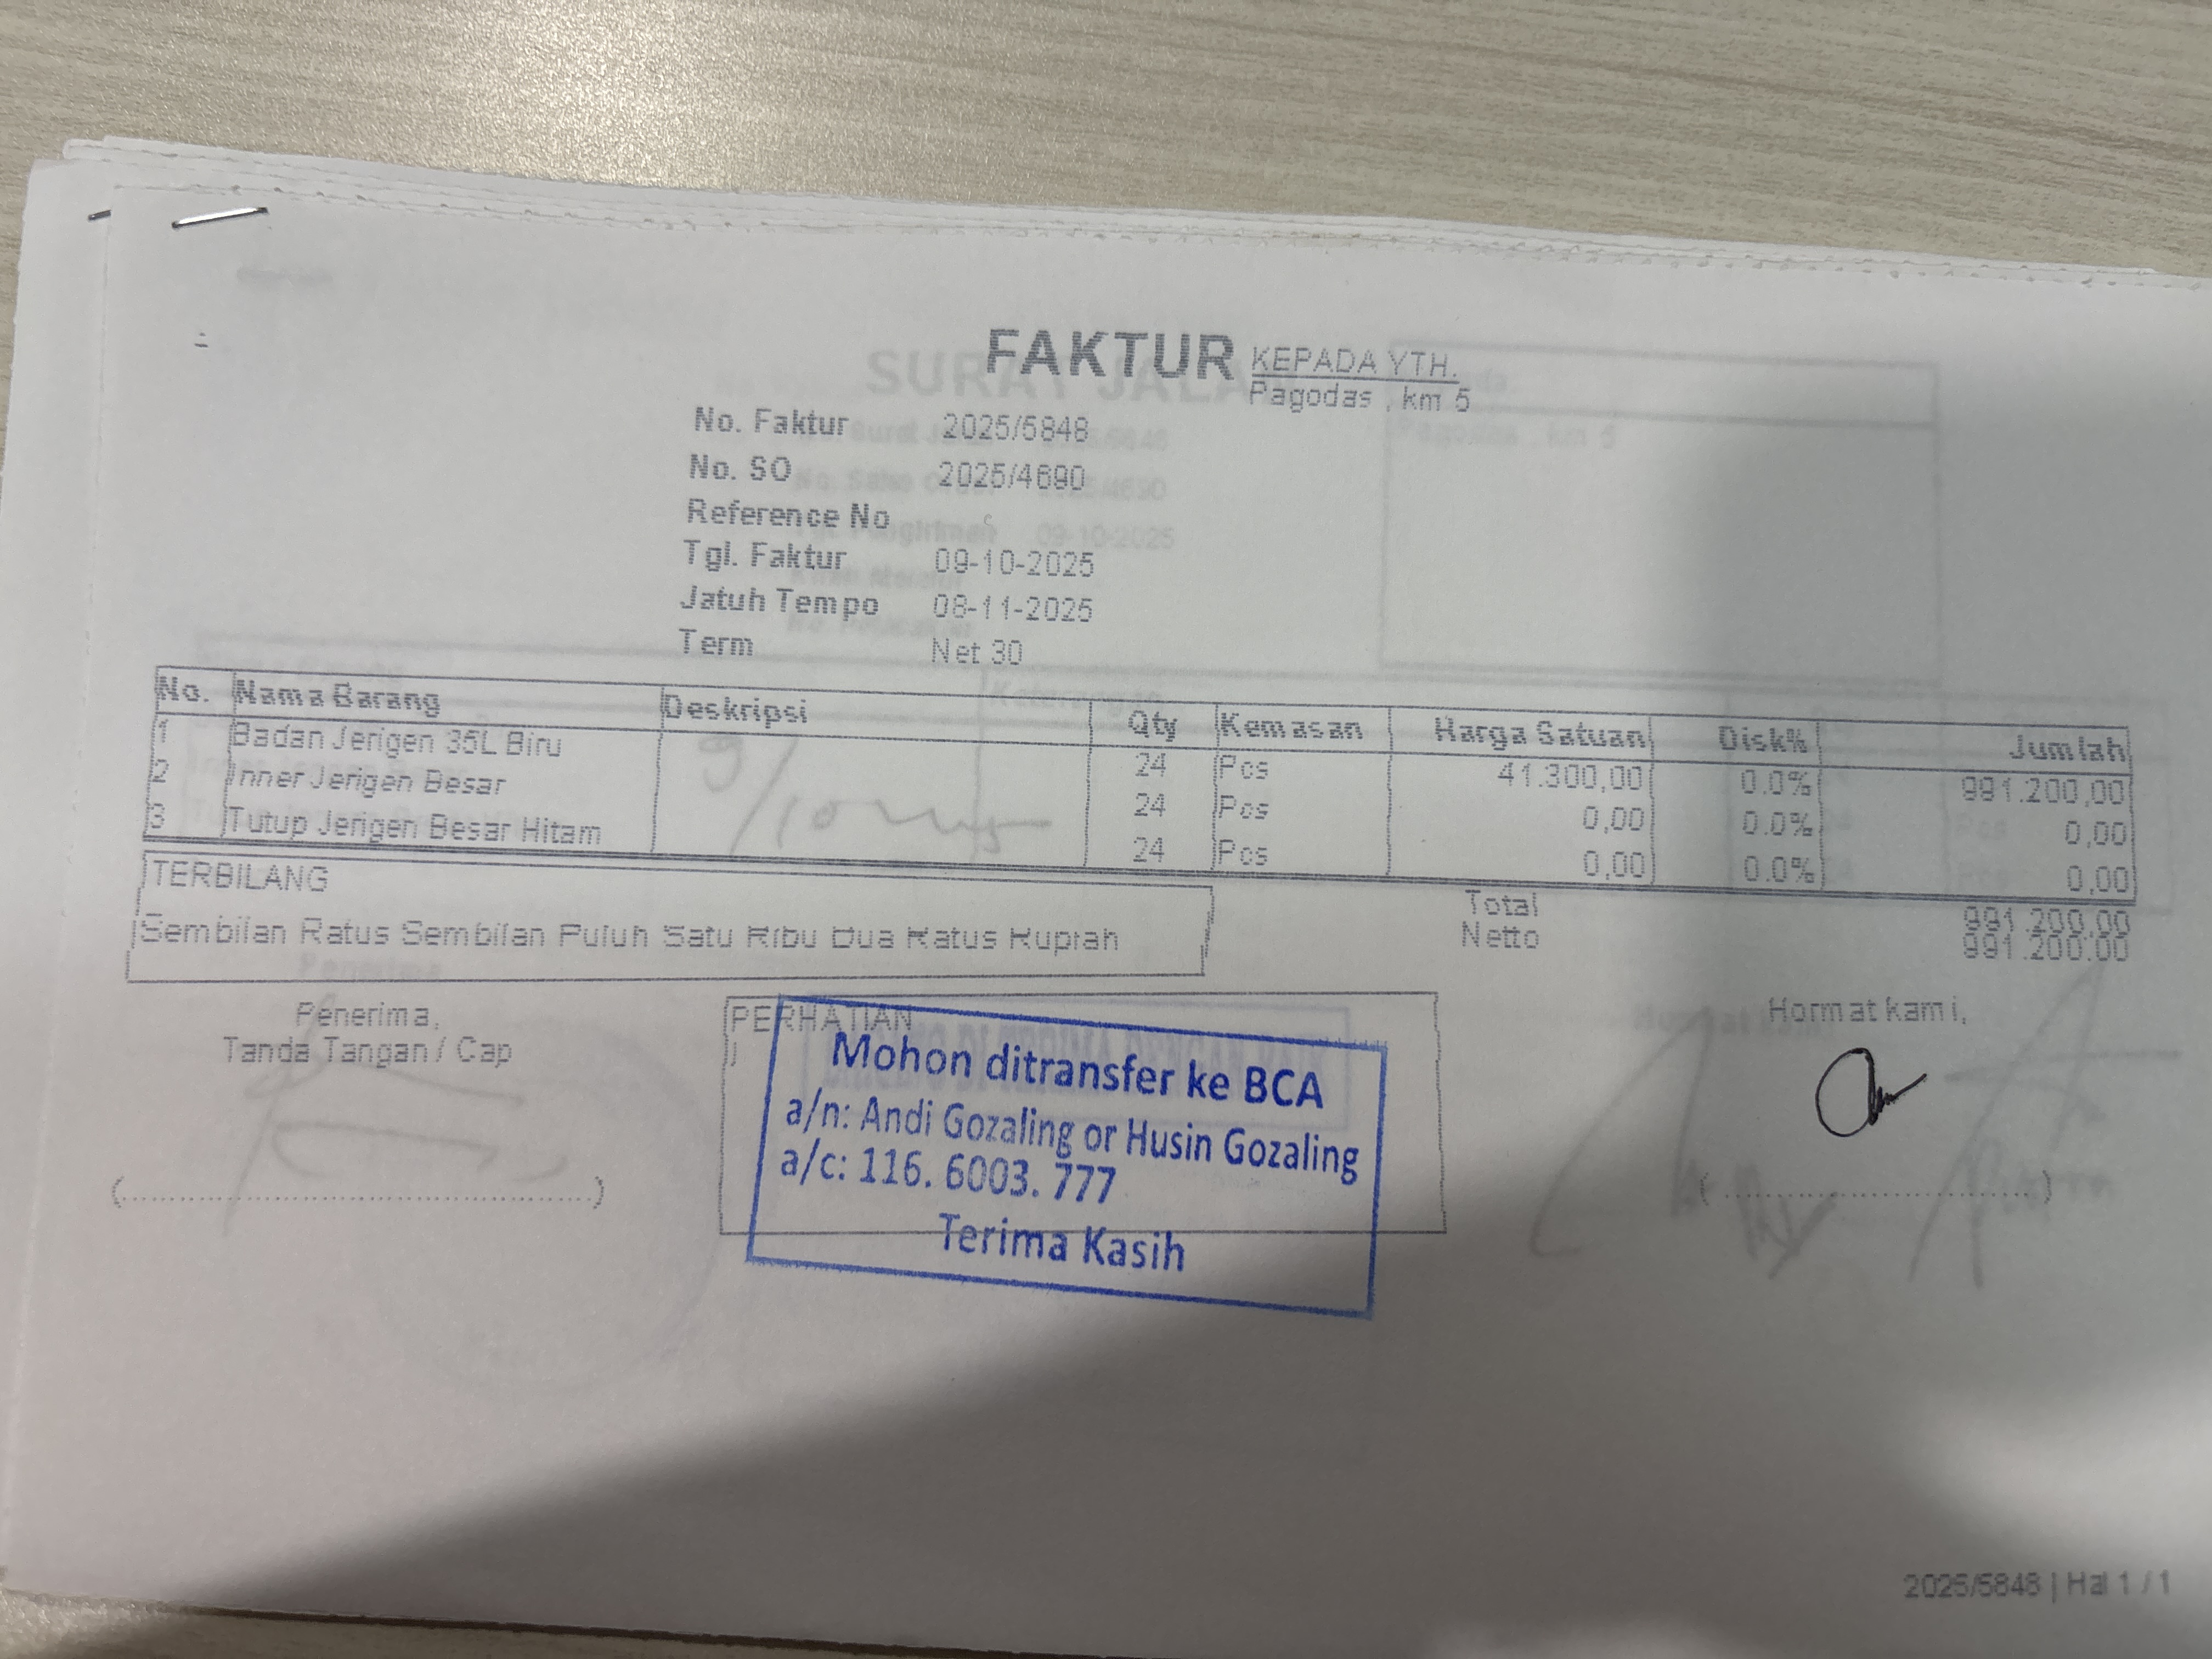 FAKTUR
KEPADA YTH.
Pagodas , km 5
No. Faktur 2025/5848
No. SO 2025/4690
Reference No
Tgl. Faktur 09-10-2025
Jatuh Tempo 08-11-2025
Term Net 30
No. Nama Barang Deskripsi Qty Kemasan Harga Satuan Disk% Jumlah
1 Badan Jerigen 35L Biru 24 Pcs 41.300,00 0.0% 991.200,00
2 Inner Jerigen Besar 24 Pcs 0,00 0.0% 0,00
3 Tutup Jerigen Besar Hitam 24 Pcs 0,00 0.0% 0,00
TERBILANG
Sembilan Ratus Sembilan Puluh Satu Ribu Dua Ratus Rupiah
Total 991.200.00
Netto 991.200.00
Penerima,
Tanda Tangan / Cap
(..........................................)
PERHATIAN
Mohon ditransfer ke BCA
a/n: Andi Gozaling or Husin Gozaling
a/c: 116. 6003. 777
Terima Kasih
Hormat kami,
(..........................................)
2025/5848 | Hal 1 / 1